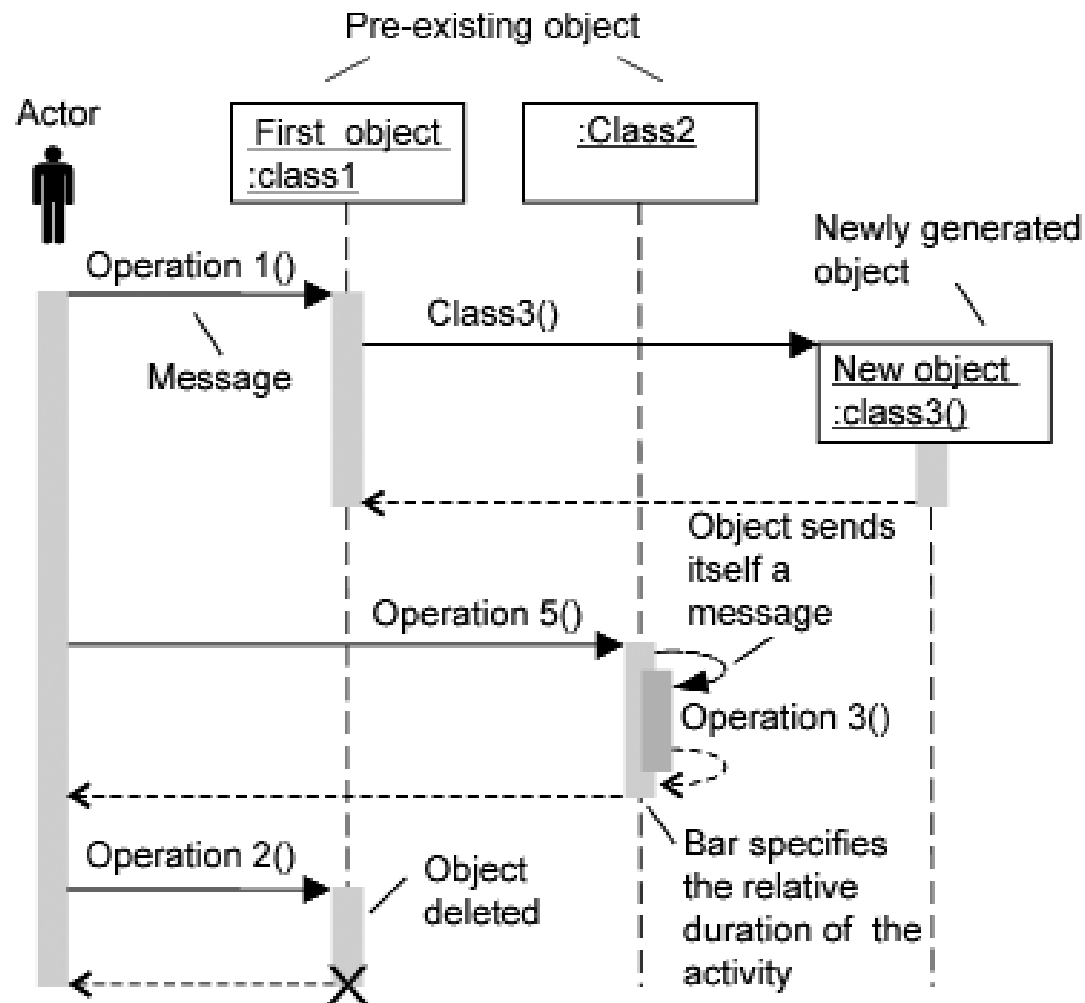 Pre-existing object
Actor
First object
:class1
:Class2
Newly generated
object
Operation 1()
Class3()
Message
New object
:class3()
Object sends
itself a
message
Operation 5()
Operation 3()
Operation 2()
Object
deleted
Bar specifies
the relative
duration of the
activity